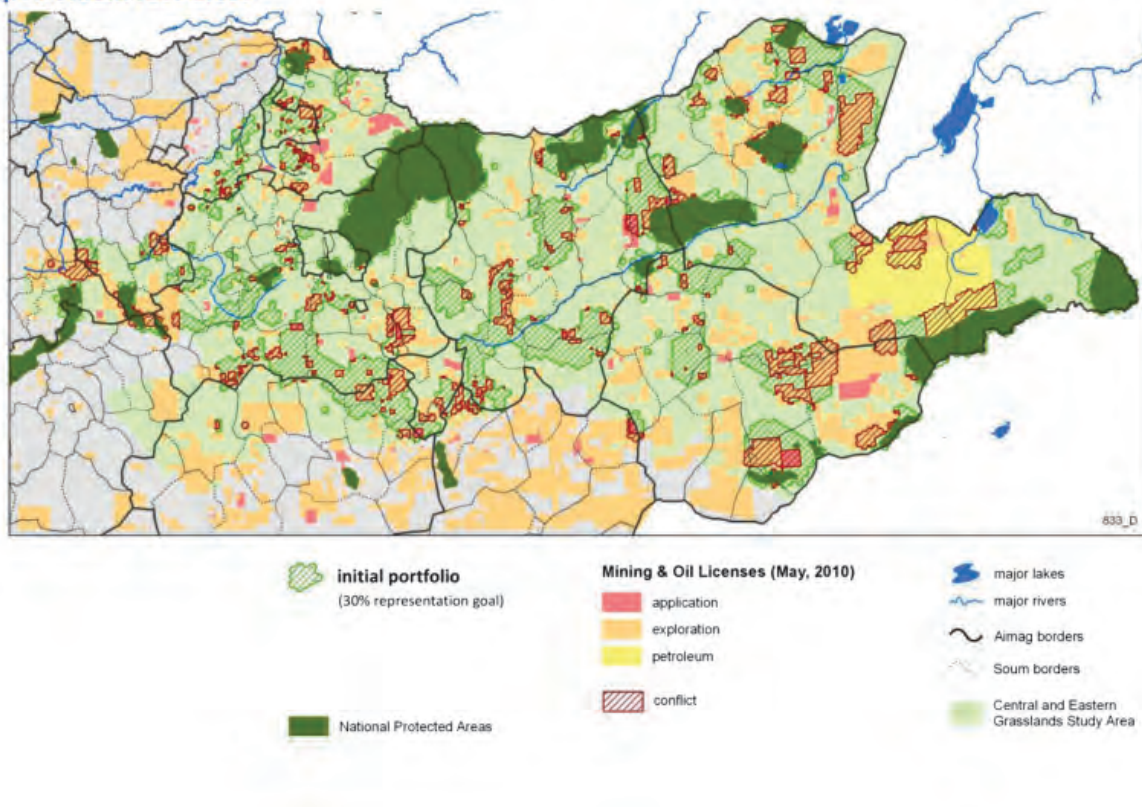 833_D
initial portfolio
(30% representation goal)
National Protected Areas
Mining & Oil Licenses (May, 2010)
application
exploration
petroleum
conflict
major lakes
major rivers
Aimag borders
Soum borders
Central and Eastern
Grasslands Study Area